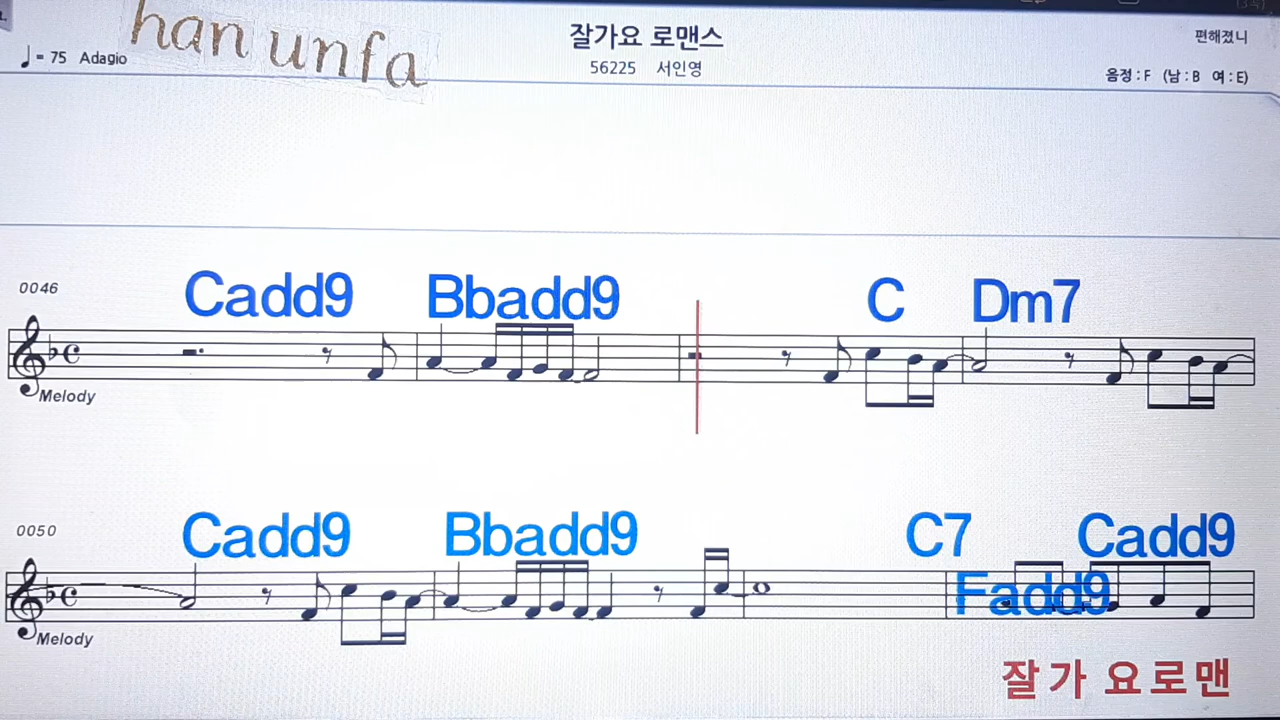 han unfa
잘가요 로맨스
편해졌니
♩ = 75 Adagio
56225 서인영
음정 : F (남 : B 여 : E)
0046
Cadd9 Bbadd9 C Dm7
Melody
0050
Cadd9 Bbadd9 C7 Cadd9
Fadd9
Melody
잘가 요로맨